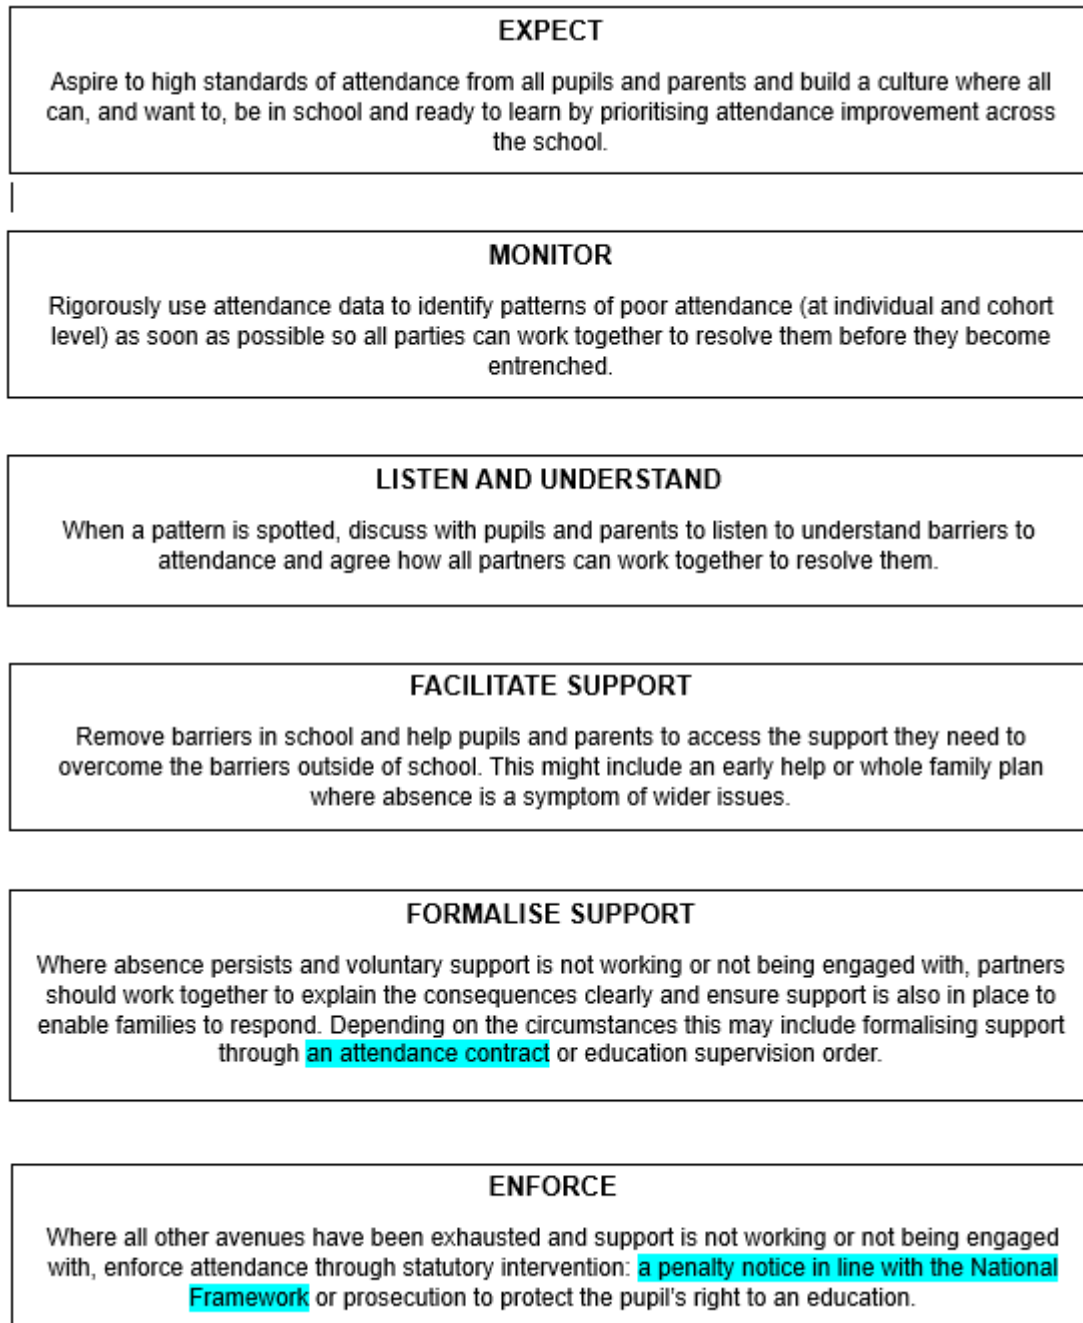 EXPECT
Aspire to high standards of attendance from all pupils and parents and build a culture where all
can, and want to, be in school and ready to learn by prioritising attendance improvement across
the school.
MONITOR
Rigorously use attendance data to identify patterns of poor attendance (at individual and cohort
level) as soon as possible so all parties can work together to resolve them before they become
entrenched.
LISTEN AND UNDERSTAND
When a pattern is spotted, discuss with pupils and parents to listen to understand barriers to
attendance and agree how all partners can work together to resolve them.
FACILITATE SUPPORT
Remove barriers in school and help pupils and parents to access the support they need to
overcome the barriers outside of school. This might include an early help or whole family plan
where absence is a symptom of wider issues.
FORMALISE SUPPORT
Where absence persists and voluntary support is not working or not being engaged with, partners
should work together to explain the consequences clearly and ensure support is also in place to
enable families to respond. Depending on the circumstances this may include formalising support
through an attendance contract or education supervision order.
ENFORCE
Where all other avenues have been exhausted and support is not working or not being engaged
with, enforce attendance through statutory intervention: a penalty notice in line with the National
Framework or prosecution to protect the pupil's right to an education.